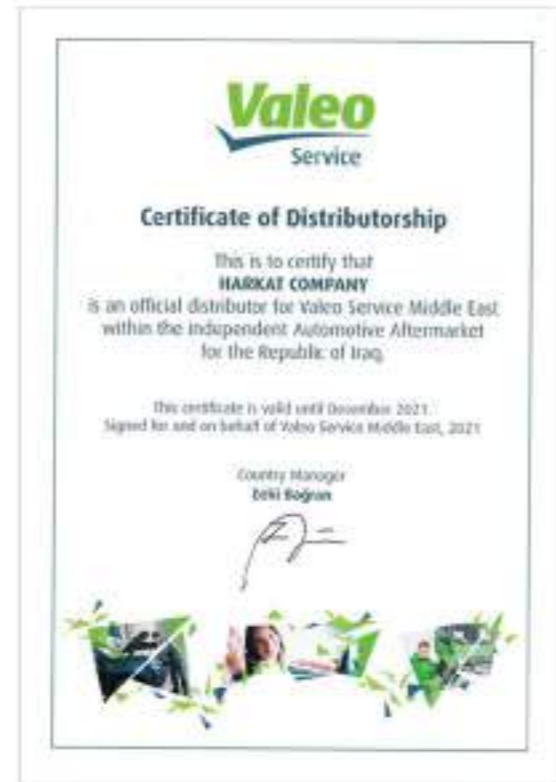 Valeo
Service
Certificate of Distributorship
This is to certify that
HARKAT COMPANY
is an official distributor for Valeo Service Middle East
within the independent Automotive Aftermarket
for the Republic of Iraq.
This certificate is valid until December 2021.
Signed for and on behalf of Valeo Service Middle East, 2021
Country Manager
Zeki Bağran